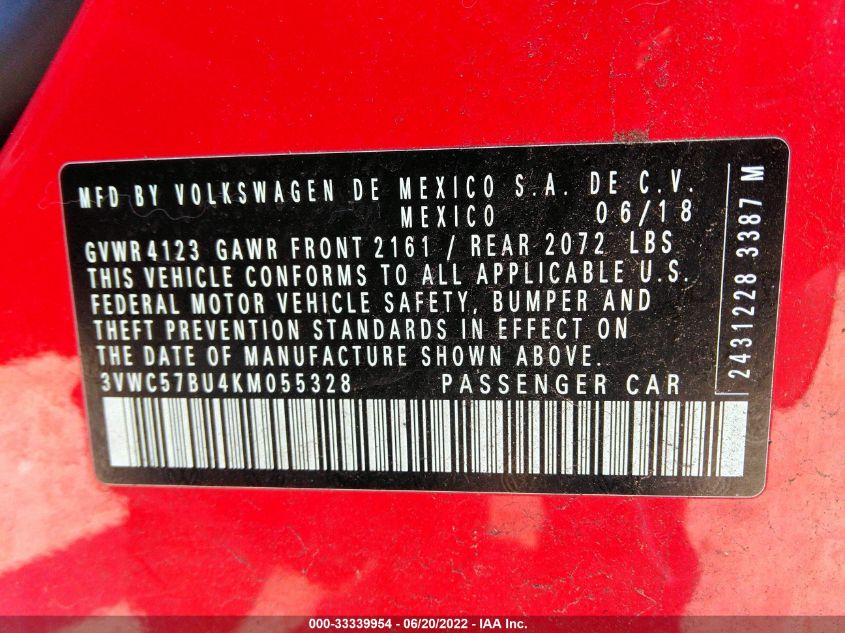 MFD BY VOLKSWAGEN DE MEXICO S.A. DE C.V.
MEXICO 06/18
GVWR 4123 GAWR FRONT 2161 / REAR 2072 LBS
THIS VEHICLE CONFORMS TO ALL APPLICABLE U.S.
FEDERAL MOTOR VEHICLE SAFETY, BUMPER AND
THEFT PREVENTION STANDARDS IN EFFECT ON
THE DATE OF MANUFACTURE SHOWN ABOVE.
3VWC57BU4KM055328 PASSENGER CAR
2431228 3387 M
000-33339954 - 06/20/2022 - IAA Inc.